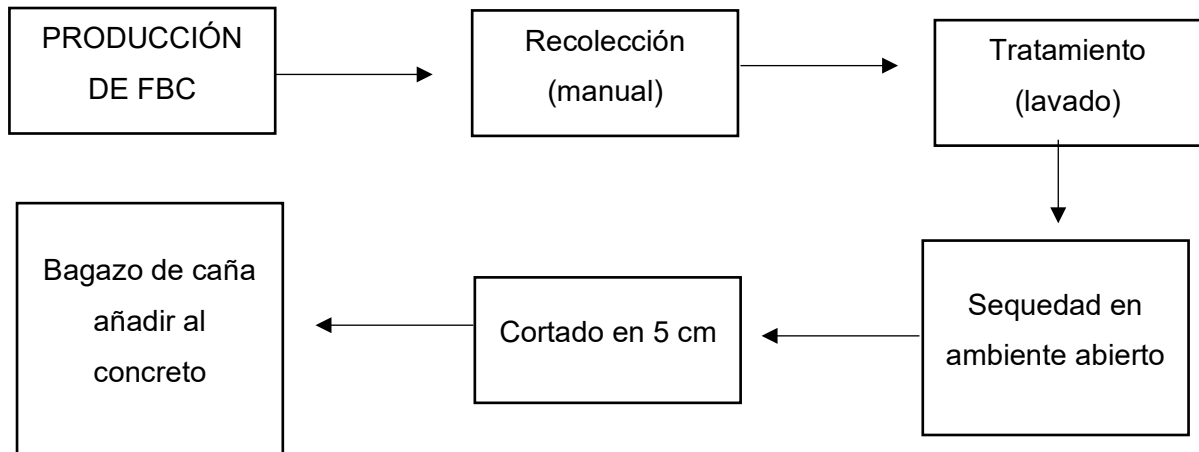 PRODUCCIÓN
DE FBC
Recolección
(manual)
Tratamiento
(lavado)
Sequedad en
ambiente abierto
Cortado en 5 cm
Bagazo de caña
añadir al
concreto